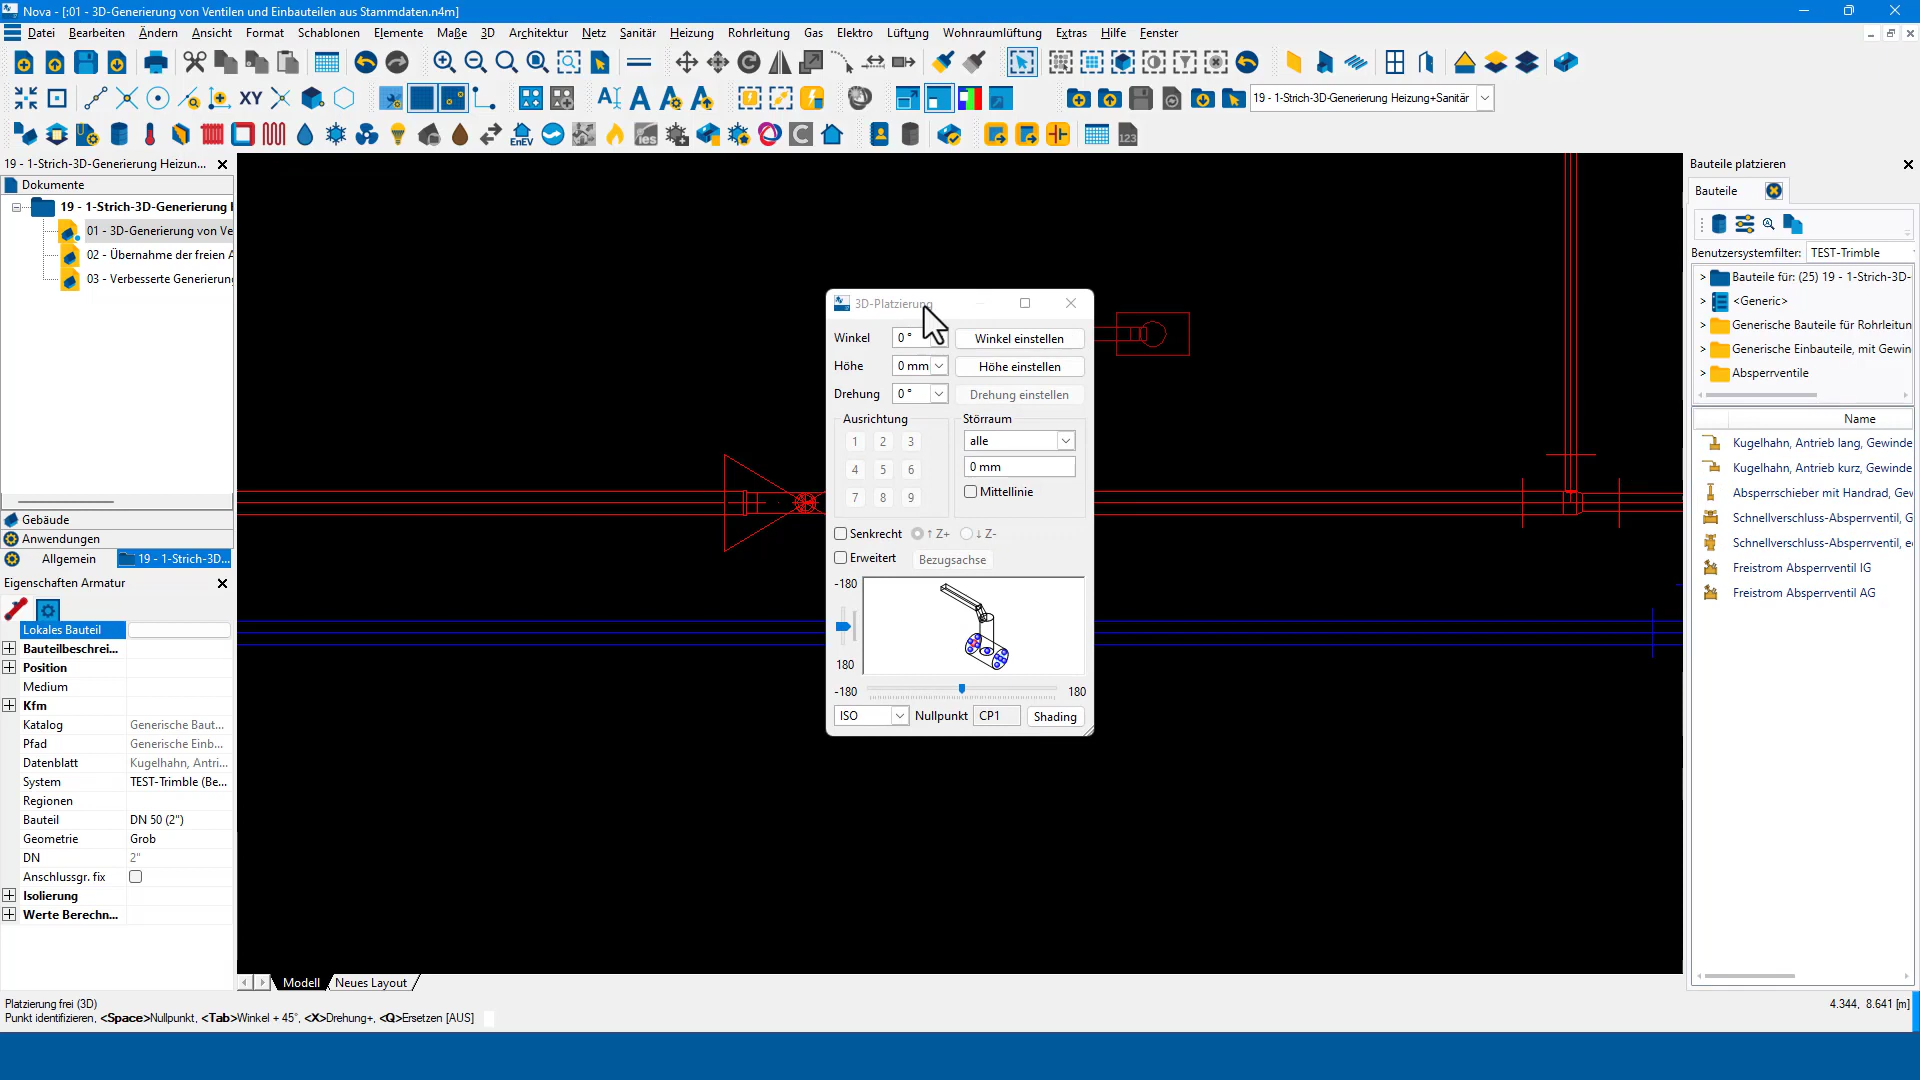 Nova - [:01 - 3D-Generierung von Ventilen und Einbauteilen aus Stammdaten.n4m]
Datei Bearbeiten Ändern Ansicht Format Schablonen Elemente Maße 3D Architektur Netz Sanitär Heizung Rohrleitung Gas Elektro Lüftung Wohnraumlüftung Extras Hilfe Fenster
XY
19 - 1-Strich-3D-Generierung Heizung+Sanitär
EnEV
ies
123
19 - 1-Strich-3D-Generierung Heizun...
Dokumente
19 - 1-Strich-3D-Generierung
01 - 3D-Generierung von Ve
02 - Übernahme der freien A
03 - Verbesserte Generierung
Gebäude
Anwendungen
Allgemein
19 - 1-Strich-3D...
Eigenschaften Armatur
Lokales Bauteil
Bauteilbeschrei...
Position
Medium
Kfm
Katalog Generische Baut...
Pfad Generische Einb...
Datenblatt Kugelhahn, Antri...
System TEST-Trimble (Be...
Regionen
Bauteil DN 50 (2")
Geometrie Grob
DN 2"
Anschlussgr. fix
Isolierung
Werte Berechn...
3D-Platzierung
Winkel 0 ° Winkel einstellen
Höhe 0 mm Höhe einstellen
Drehung 0 ° Drehung einstellen
Ausrichtung Störraum
1 2 3 alle
4 5 6 0 mm
Mittellinie
7 8 9
Senkrecht ↑ Z+ ↓ Z-
Erweitert Bezugsachse
-180
180
-180 180
ISO Nullpunkt CP1 Shading
Bauteile platzieren
Bauteile
Benutzersystemfilter: TEST-Trimble
> Bauteile für: (25) 19 - 1-Strich-3D-
> <Generic>
> Generische Bauteile für Rohrleitun
> Generische Einbauteile, mit Gewin
> Absperrventile
Name
Kugelhahn, Antrieb lang, Gewinde
Kugelhahn, Antrieb kurz, Gewinde
Absperrschieber mit Handrad, Gew
Schnellverschluss-Absperrventil, G
Schnellverschluss-Absperrventil, e
Freistrom Absperrventil IG
Freistrom Absperrventil AG
Modell Neues Layout
Platzierung frei (3D)
Punkt identifizieren, <Space>Nullpunkt, <Tab>Winkel + 45°, <X>Drehung+, <Q>Ersetzen [AUS]
4.344, 8.641 [m]